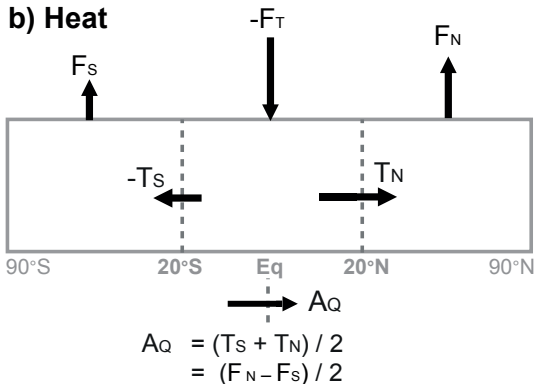 b) Heat
-FT
FS
FN
-TS
TN
90°S
20°S
Eq
20°N
90°N
AQ
AQ = (TS + TN) / 2
= (FN – FS) / 2